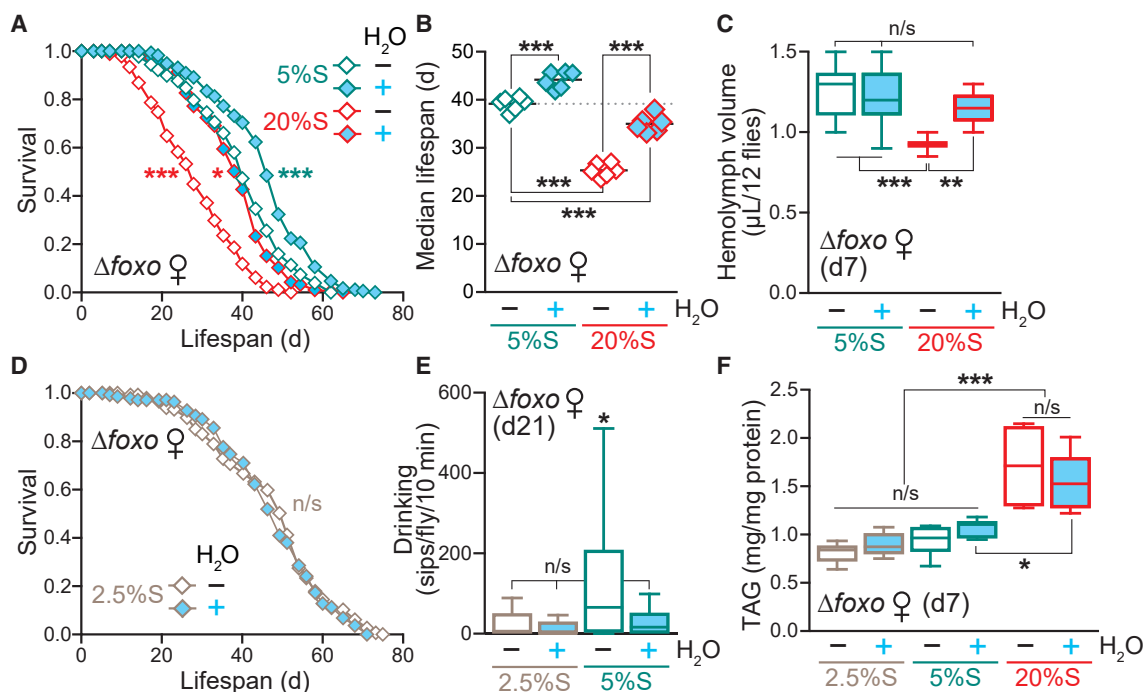 A
Survival
1.0
0.8
0.6
0.4
0.2
0.0
0 20 40 60 80
Lifespan (d)
H2O
5%S
−
+
20%S
−
+
*** * ***
Δfoxo ♀
B
Median lifespan (d)
50
40
30
20
10
0
*** ***
***
***
Δfoxo ♀
− + − + H2O
5%S 20%S
C
Hemolymph volume
(µL/12 flies)
1.5
1.0
0.5
0.0
n/s
*** **
Δfoxo ♀
(d7)
− + − + H2O
5%S 20%S
D
Survival
1.0
0.8
0.6
0.4
0.2
0.0
0 20 40 60 80
Lifespan (d)
Δfoxo ♀
n/s
H2O
2.5%S
−
+
E
Drinking
(sips/fly/10 min)
600
400
200
0
Δfoxo ♀
(d21)
*
n/s
− + − + H2O
2.5%S 5%S
F
TAG (mg/mg protein)
2.5
2.0
1.5
1.0
0.5
0.0
***
n/s
n/s
*
Δfoxo ♀ (d7)
− + − + − + H2O
2.5%S 5%S 20%S